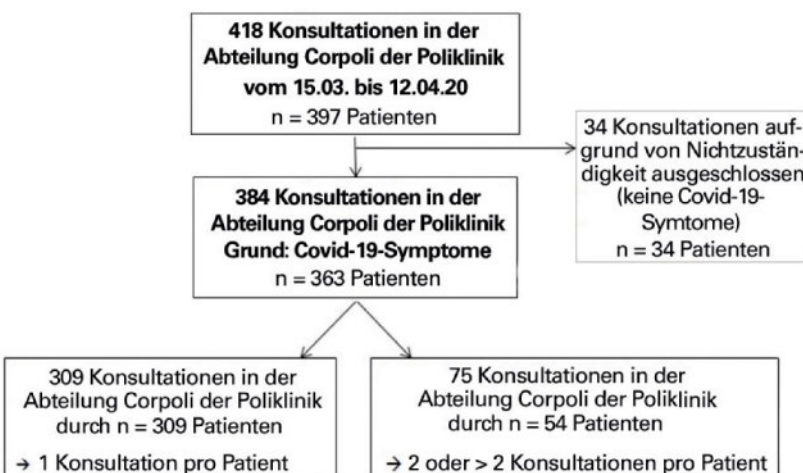 418 Konsultationen in der
Abteilung Corpoli der Poliklinik
vom 15.03. bis 12.04.20
n = 397 Patienten
34 Konsultationen auf-
grund von Nichtzustän-
digkeit ausgeschlossen
(keine Covid-19-
Symtome)
n = 34 Patienten
384 Konsultationen in der
Abteilung Corpoli der Poliklinik
Grund: Covid-19-Symptome
n = 363 Patienten
309 Konsultationen in der
Abteilung Corpoli der Poliklinik
durch n = 309 Patienten
→ 1 Konsultation pro Patient
75 Konsultationen in der
Abteilung Corpoli der Poliklinik
durch n = 54 Patienten
→ 2 oder > 2 Konsultationen pro Patient